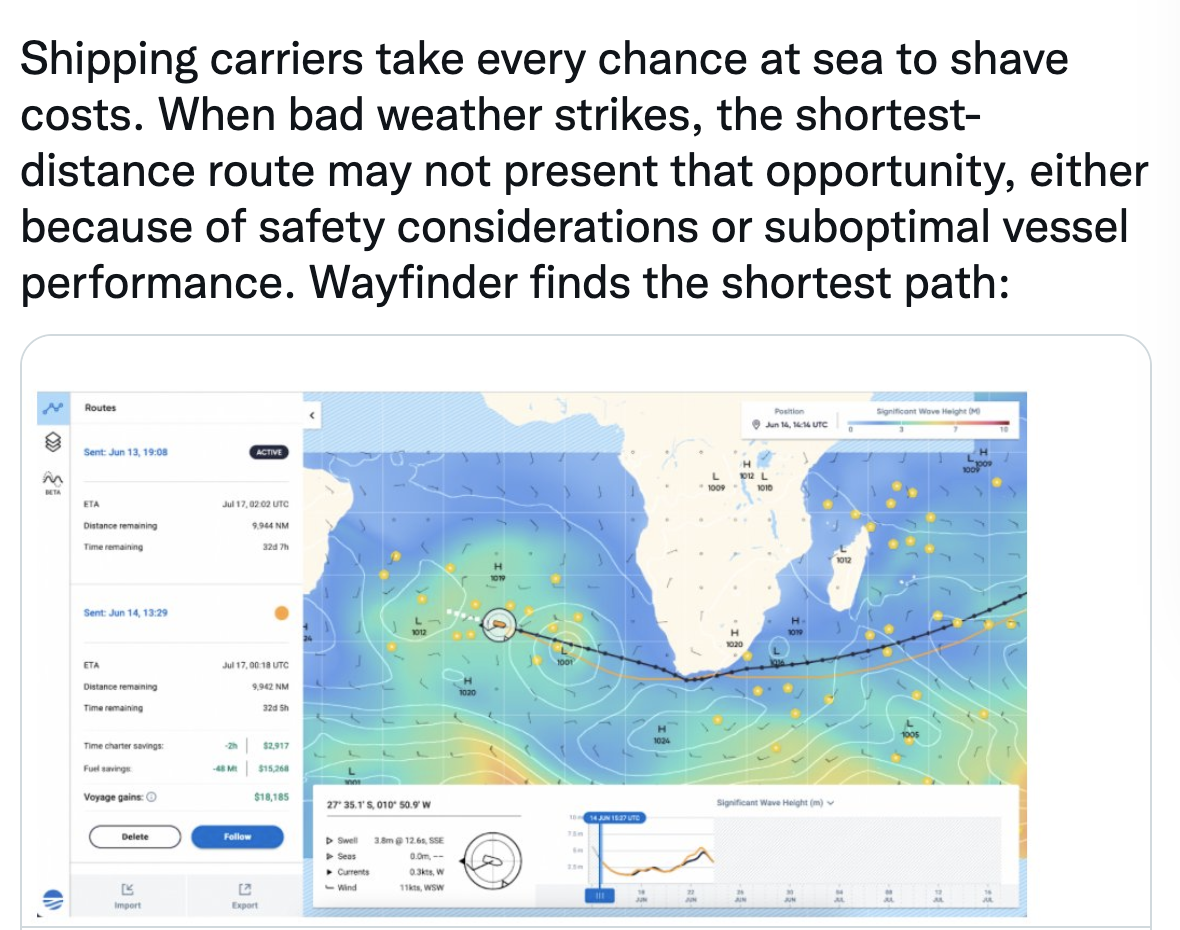 Shipping carriers take every chance at sea to shave
costs. When bad weather strikes, the shortest-
distance route may not present that opportunity, either
because of safety considerations or suboptimal vessel
performance. Wayfinder finds the shortest path:
Routes
Sent: Jun 13, 19:08
ACTIVE
BETA
ETA
Jul 17, 02:02 UTC
Distance remaining
9,944 NM
Time remaining
32d 7h
Sent: Jun 14, 13:29
ETA
Jul 17, 00:18 UTC
Distance remaining
9,942 NM
Time remaining
32d 5h
Time charter savings:
-2h
$2,917
Fuel savings:
-48 Mt
$15,268
Voyage gains:
$18,185
Delete
Follow
Import
Export
Position
Jun 14, 14:14 UTC
Significant Wave Height (M)
0
3
7
10
L
1009
H
1012
L
1010
L
1009
H
1009
H
1019
L
1012
L
1012
L
1001
H
1020
H
1020
H
1019
L
H
1024
L
1005
L
1001
27° 35.1' S, 010° 50.9' W
Swell
3.8m @ 12.6s, SSE
Seas
0.0m, --
Currents
0.3kts, W
Wind
11kts, WSW
Significant Wave Height (m)
14 JUN 15:27 UTC
10 m
7.5 m
5 m
2.5 m
18
JUN
22
JUN
26
JUN
30
JUN
04
JUL
08
JUL
12
JUL
16
JUL